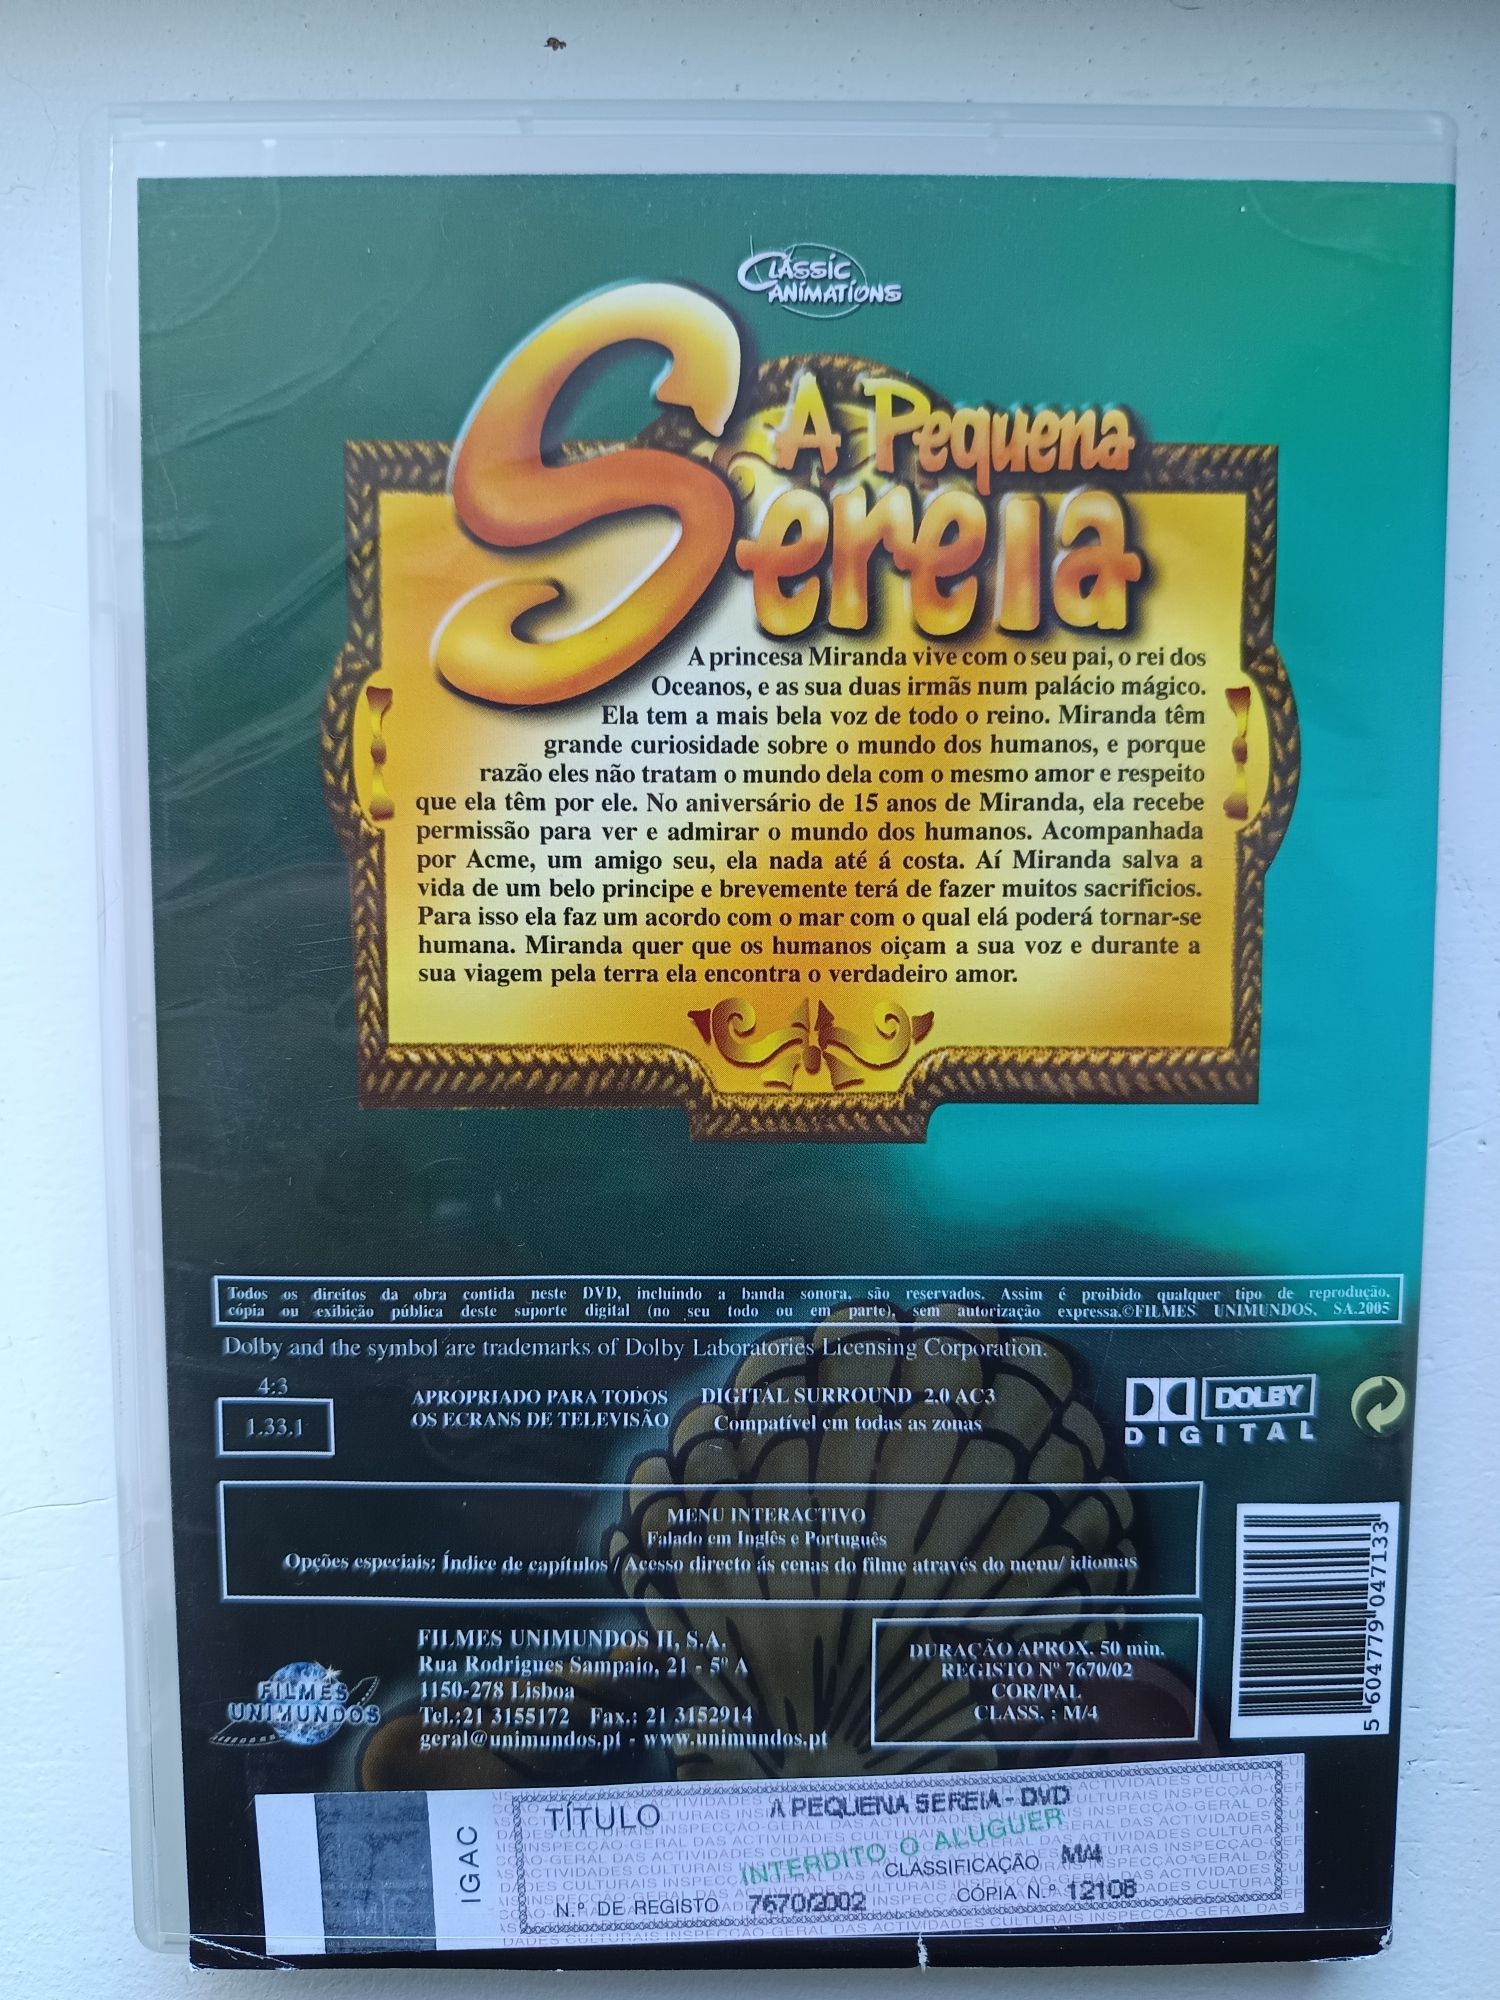 CLASSIC
ANIMATIONS
A Pequena
Sereia
A princesa Miranda vive com o seu pai, o rei dos
Oceanos, e as sua duas irmãs num palácio mágico.
Ela tem a mais bela voz de todo o reino. Miranda têm
grande curiosidade sobre o mundo dos humanos, e porque
razão eles não tratam o mundo dela com o mesmo amor e respeito
que ela têm por ele. No aniversário de 15 anos de Miranda, ela recebe
permissão para ver e admirar o mundo dos humanos. Acompanhada
por Acme, um amigo seu, ela nada até á costa. Aí Miranda salva a
vida de um belo principe e brevemente terá de fazer muitos sacrificios.
Para isso ela faz um acordo com o mar com o qual elá poderá tornar-se
humana. Miranda quer que os humanos oiçam a sua voz e durante a
sua viagem pela terra ela encontra o verdadeiro amor.
Todos os direitos da obra contida neste DVD, incluindo a banda sonora, são reservados. Assim é proibido qualquer tipo de reprodução,
cópia ou exibição pública deste suporte digital (no seu todo ou em parte), sem autorização expressa.©FILMES UNIMUNDOS, SA.2005
Dolby and the symbol are trademarks of Dolby Laboratories Licensing Corporation.
4:3
1.33.1
APROPRIADO PARA TODOS
OS ECRANS DE TELEVISÃO
DIGITAL SURROUND 2.0 AC3
Compatível em todas as zonas
DOLBY
DIGITAL
MENU INTERACTIVO
Falado em Inglês e Português
Opções especiais: Índice de capítulos / Acesso directo ás cenas do filme através do menu/ idiomas
FILMES
UNIMUNDOS
FILMES UNIMUNDOS II, S.A.
Rua Rodrigues Sampaio, 21 - 5º A
1150-278 Lisboa
Tel.:21 3155172 Fax.: 21 3152914
geral@unimundos.pt - www.unimundos.pt
DURAÇÃO APROX. 50 min.
REGISTO Nº 7670/02
COR/PAL
CLASS. : M/4
5 604779 047133
IGAC
TÍTULO A PEQUENA SEREIA - DVD
INTERDITO O ALUGUER
CLASSIFICAÇÃO M/4
N.º DE REGISTO 7670/2002 CÓPIA N.º 12108